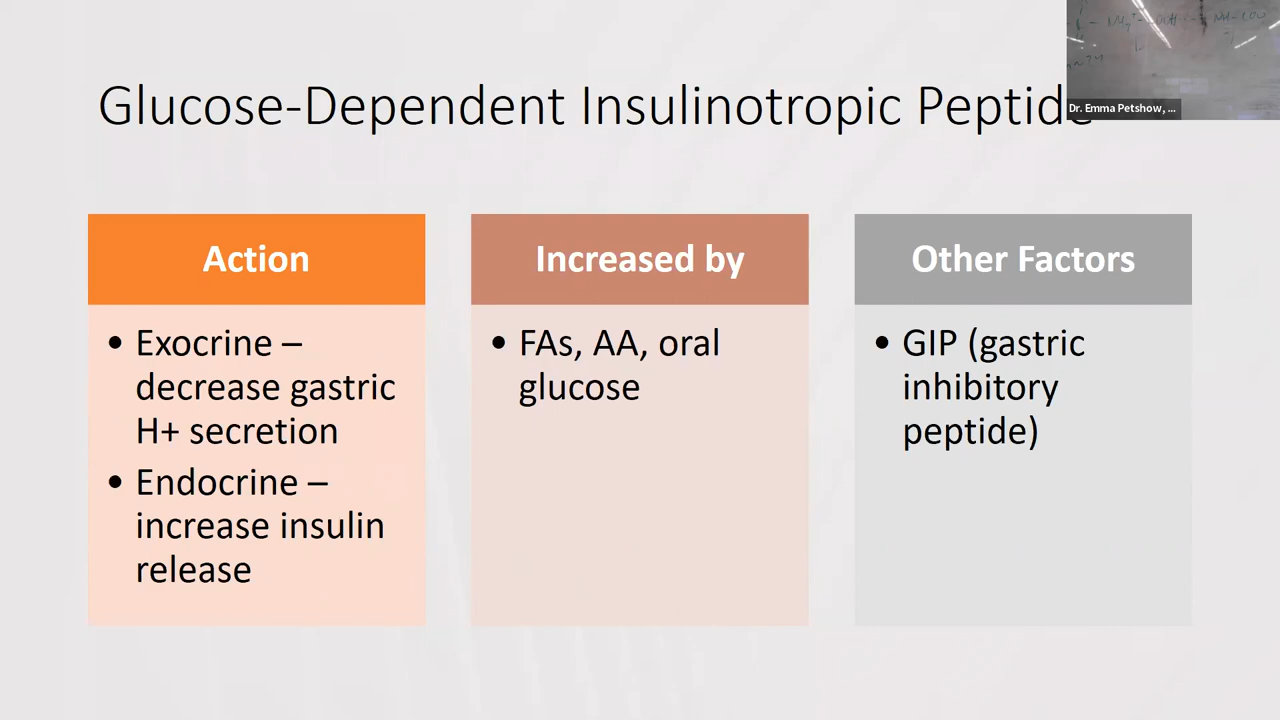 Glucose-Dependent Insulinotropic Peptide
Dr. Emma Petshow, ...
Action
• Exocrine –
decrease gastric
H+ secretion
• Endocrine –
increase insulin
release
Increased by
• FAs, AA, oral
glucose
Other Factors
• GIP (gastric
inhibitory
peptide)